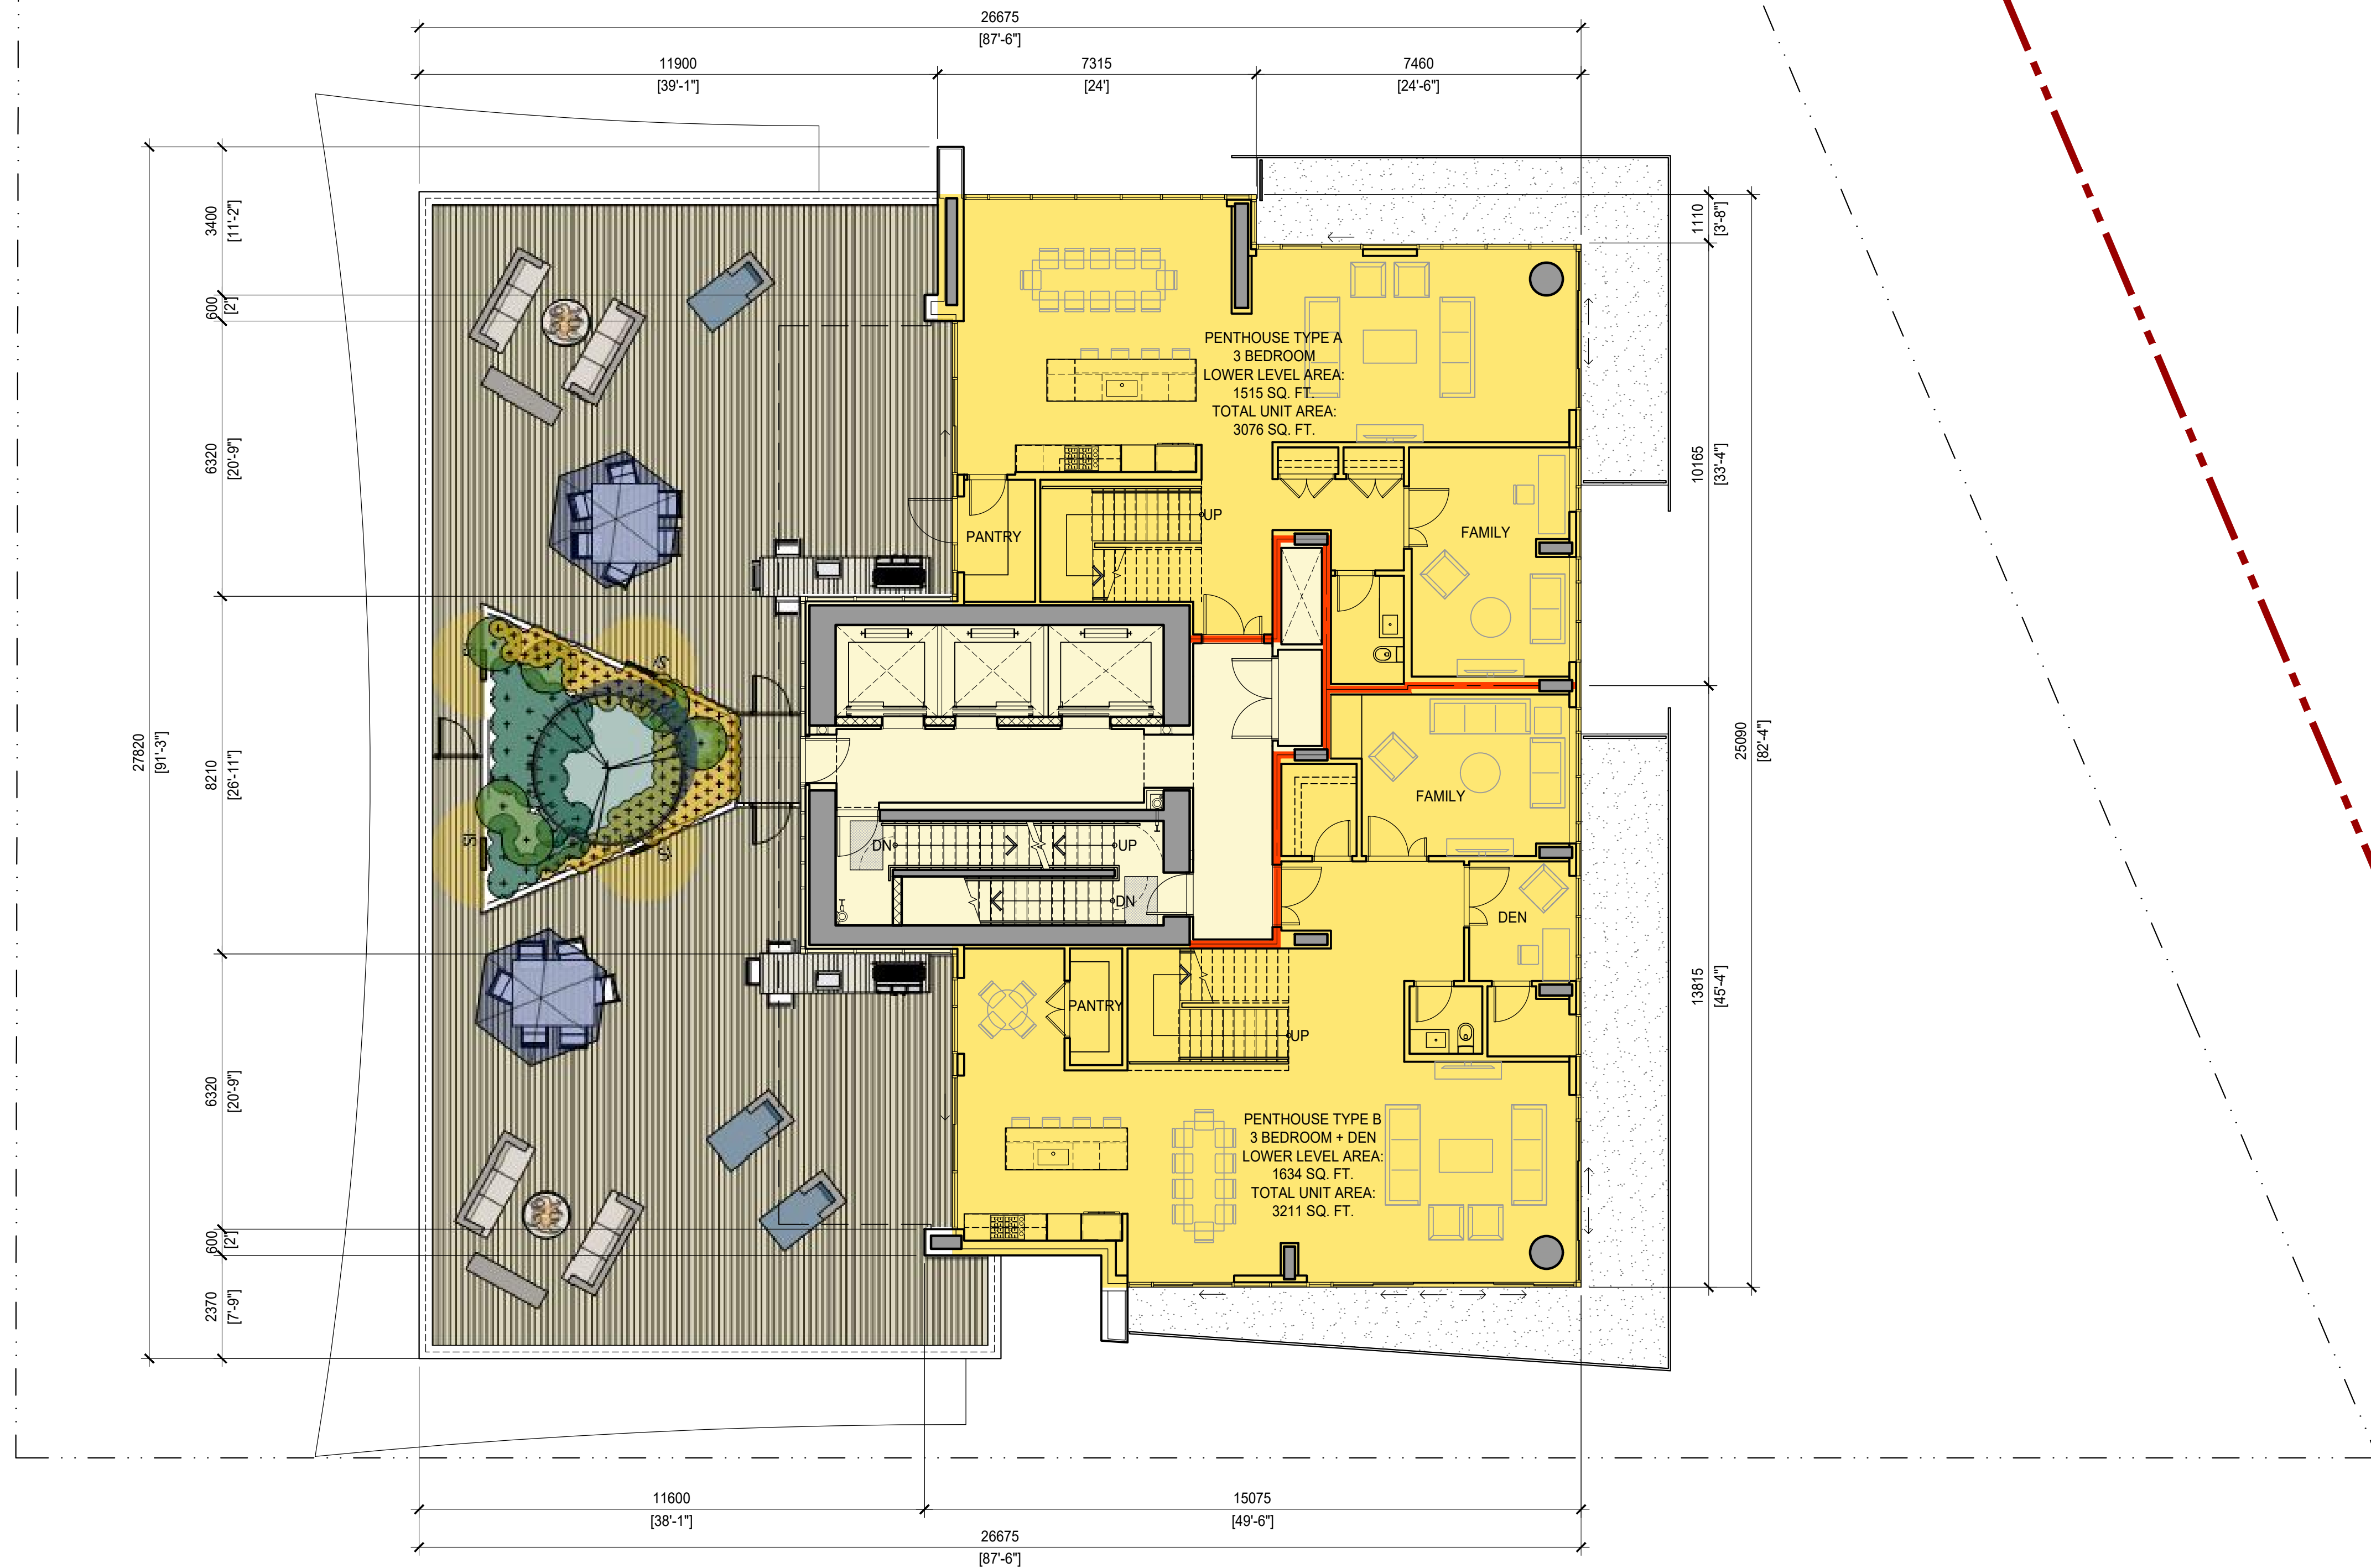 26675
[87'-6"]
11900
[39'-1"]
7315
[24']
7460
[24'-6"]
3400
[11'-2"]
600
[2']
6320
[20'-9"]
27820
[91'-3"]
8210
[26'-11"]
6320
[20'-9"]
600
[2']
2370
[7'-9"]
1110
[3'-8"]
10165
[33'-4"]
25090
[82'-4"]
13815
[45'-4"]
PENTHOUSE TYPE A
3 BEDROOM
LOWER LEVEL AREA:
1515 SQ. FT.
TOTAL UNIT AREA:
3076 SQ. FT.
PANTRY
UP
FAMILY
FAMILY
DN
UP
DN
DEN
PANTRY
UP
PENTHOUSE TYPE B
3 BEDROOM + DEN
LOWER LEVEL AREA:
1634 SQ. FT.
TOTAL UNIT AREA:
3211 SQ. FT.
11600
[38'-1"]
15075
[49'-6"]
26675
[87'-6"]